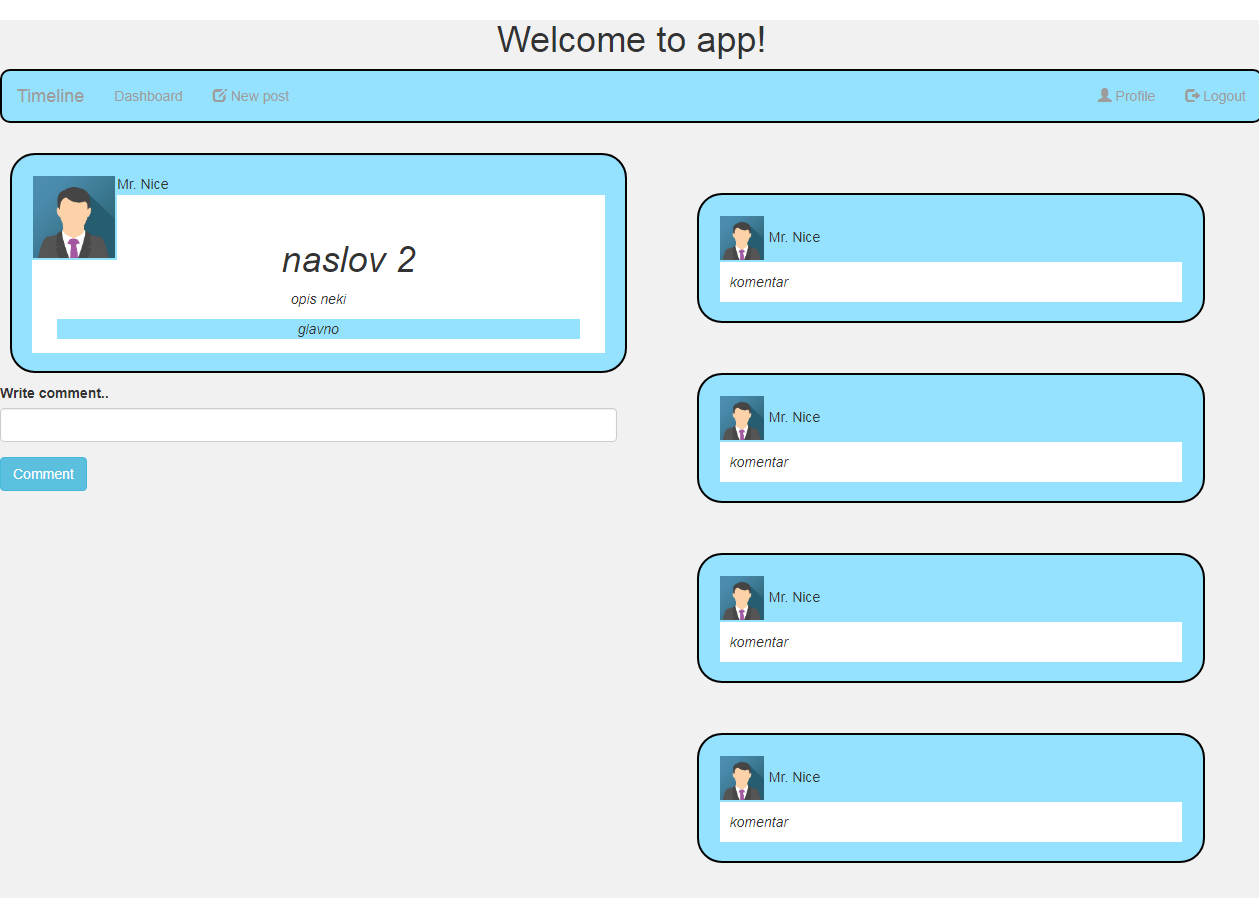 Welcome to app!
Timeline Dashboard New post Profile Logout
Mr. Nice
naslov 2
opis neki
glavno
Write comment..
Comment
Mr. Nice
komentar
Mr. Nice
komentar
Mr. Nice
komentar
Mr. Nice
komentar